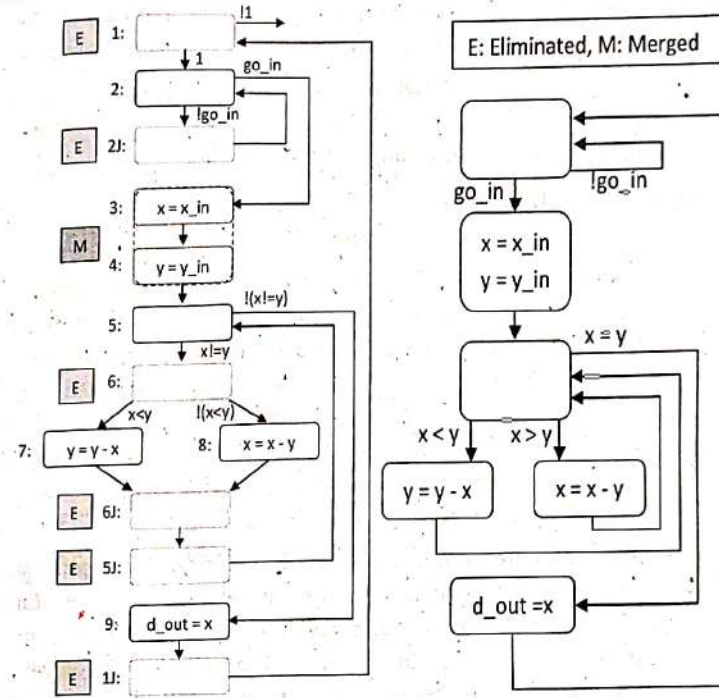 !1
E 1:
1
go_in
2:
!go_in
E 2J:
3: x = x_in
M
4: y = y_in
!(x!=y)
5:
x!=y
E 6:
x<y !(x<y)
7: y = y - x 8: x = x - y
E 6J:
E 5J:
9: d_out = x
E 1J:
E: Eliminated, M: Merged
!go_in
go_in
x = x_in
y = y_in
x = y
x < y x > y
y = y - x x = x - y
d_out =x